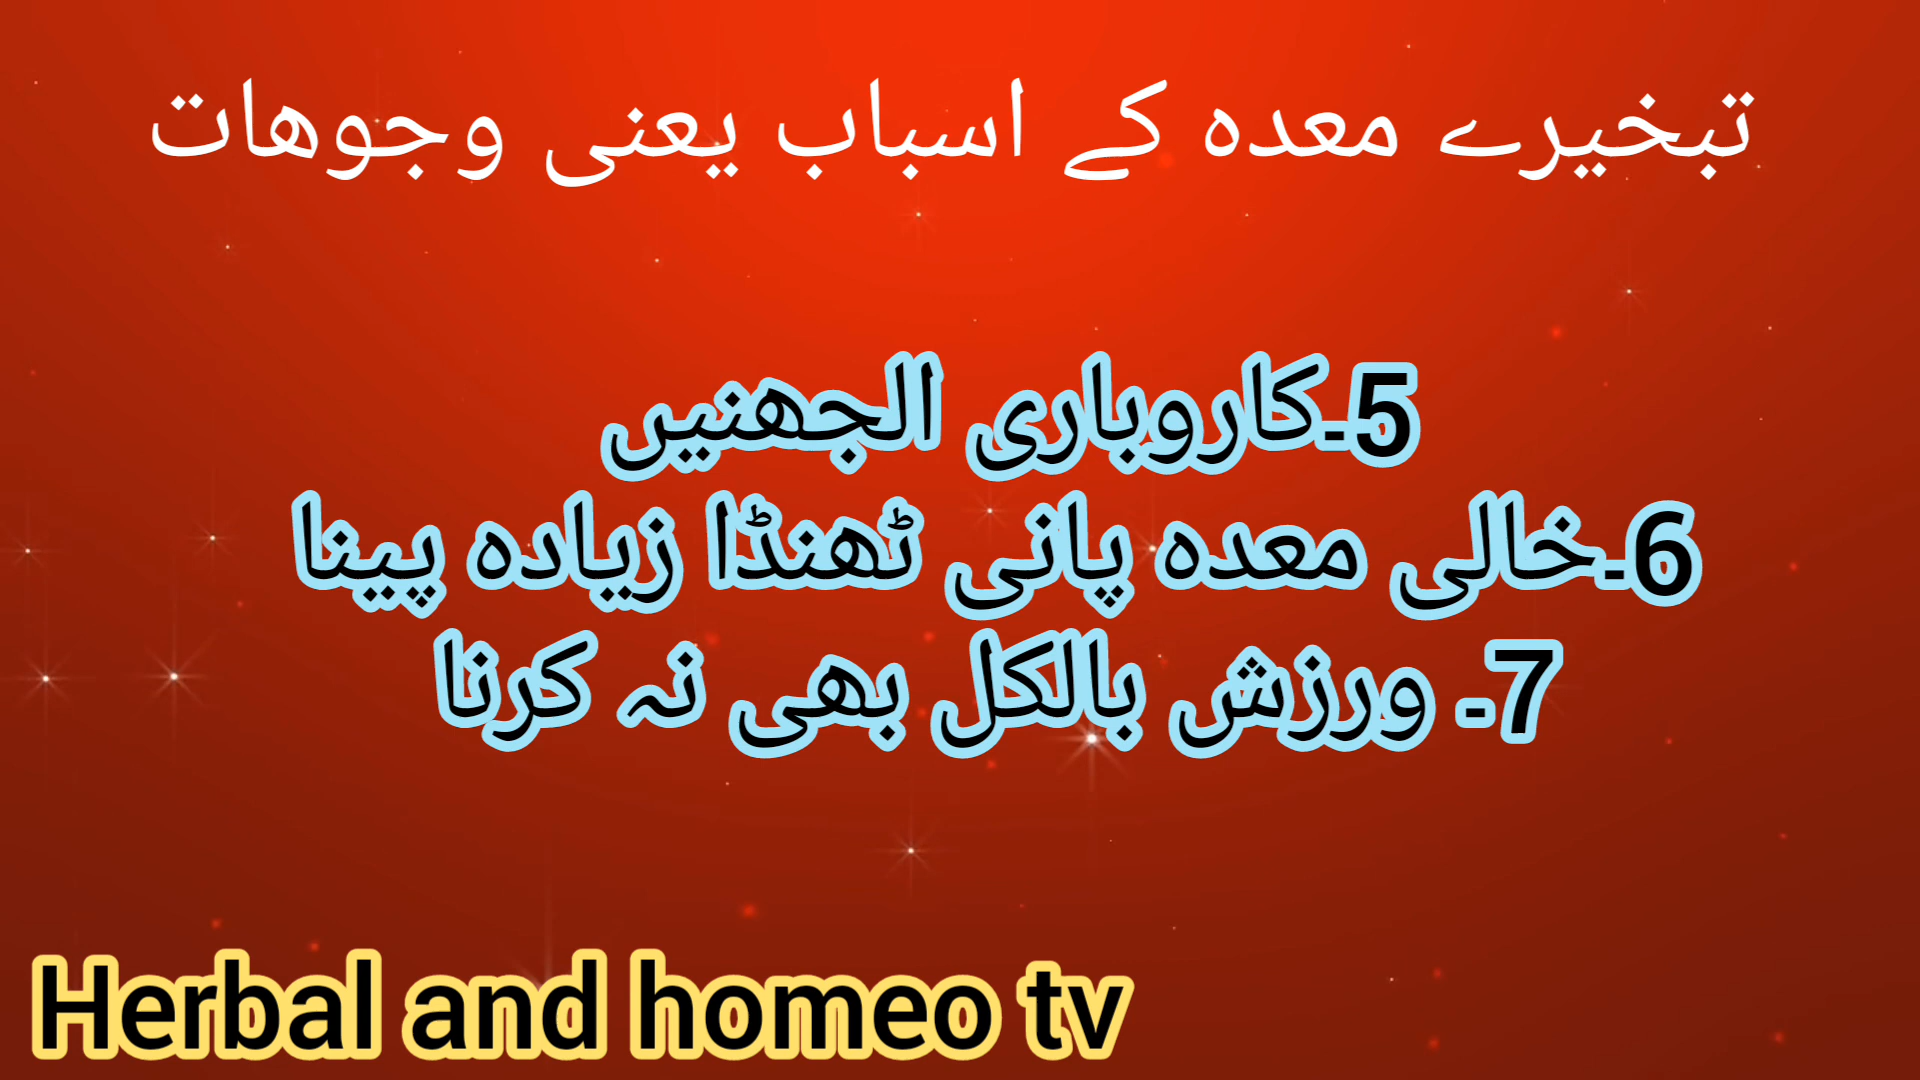 تبخیرے معدہ کے اسباب یعنی وجوھات
5۔کاروباری الجھنیں
6۔خالی معدہ پانی ٹھنڈا زیادہ پینا
7۔ ورزش بالکل بھی نہ کرنا
Herbal and homeo tv